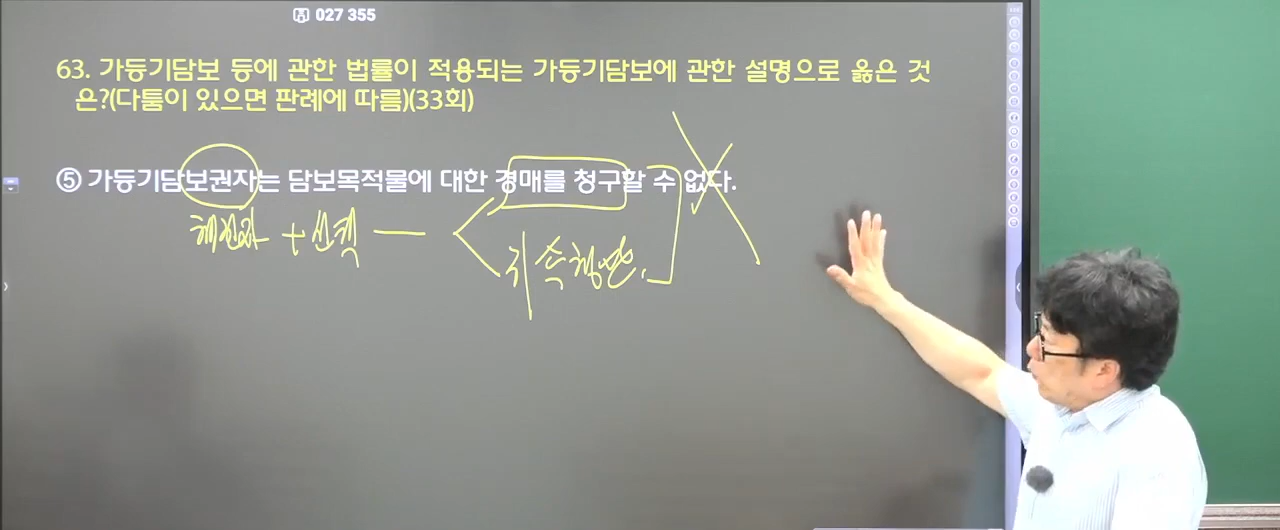 027 355
63. 가등기담보 등에 관한 법률이 적용되는 가등기담보에 관한 설명으로 옳은 것
은?(다툼이 있으면 판례에 따름)(33회)
⑤ 가등기담보권자는 담보목적물에 대한 경매를 청구할 수 없다.
채권자 + 선택
귀속청산